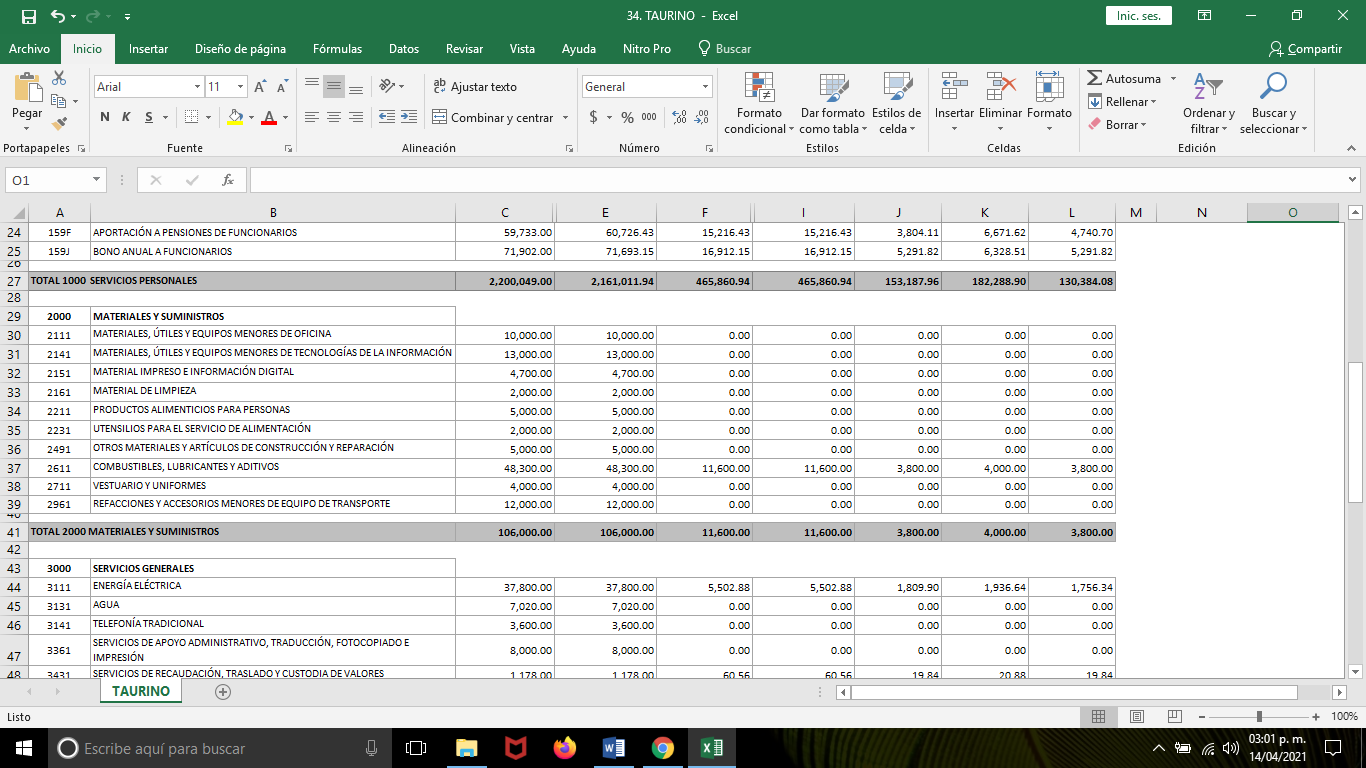 34. TAURINO - Excel
Inic. ses.
Archivo Inicio Insertar Diseño de página Fórmulas Datos Revisar Vista Ayuda Nitro Pro Buscar Compartir
Arial 11 Ajustar texto General Autosuma
Rellenar
Pegar N K S Combinar y centrar $ % 000 Formato condicional Dar formato como tabla Estilos de celda Insertar Eliminar Formato Borrar Ordenar y filtrar Buscar y seleccionar
Portapapeles Fuente Alineación Número Estilos Celdas Edición
O1 fx
A B C E F I J K L M N O
24 159F APORTACIÓN A PENSIONES DE FUNCIONARIOS 59,733.00 60,726.43 15,216.43 15,216.43 3,804.11 6,671.62 4,740.70
25 159J BONO ANUAL A FUNCIONARIOS 71,902.00 71,693.15 16,912.15 16,912.15 5,291.82 6,328.51 5,291.82
26
27 TOTAL 1000 SERVICIOS PERSONALES 2,200,049.00 2,161,011.94 465,860.94 465,860.94 153,187.96 182,288.90 130,384.08
28
29 2000 MATERIALES Y SUMINISTROS
30 2111 MATERIALES, ÚTILES Y EQUIPOS MENORES DE OFICINA 10,000.00 10,000.00 0.00 0.00 0.00 0.00 0.00
31 2141 MATERIALES, ÚTILES Y EQUIPOS MENORES DE TECNOLOGÍAS DE LA INFORMACIÓN 13,000.00 13,000.00 0.00 0.00 0.00 0.00 0.00
32 2151 MATERIAL IMPRESO E INFORMACIÓN DIGITAL 4,700.00 4,700.00 0.00 0.00 0.00 0.00 0.00
33 2161 MATERIAL DE LIMPIEZA 2,000.00 2,000.00 0.00 0.00 0.00 0.00 0.00
34 2211 PRODUCTOS ALIMENTICIOS PARA PERSONAS 5,000.00 5,000.00 0.00 0.00 0.00 0.00 0.00
35 2231 UTENSILIOS PARA EL SERVICIO DE ALIMENTACIÓN 2,000.00 2,000.00 0.00 0.00 0.00 0.00 0.00
36 2491 OTROS MATERIALES Y ARTÍCULOS DE CONSTRUCCIÓN Y REPARACIÓN 5,000.00 5,000.00 0.00 0.00 0.00 0.00 0.00
37 2611 COMBUSTIBLES, LUBRICANTES Y ADITIVOS 48,300.00 48,300.00 11,600.00 11,600.00 3,800.00 4,000.00 3,800.00
38 2711 VESTUARIO Y UNIFORMES 4,000.00 4,000.00 0.00 0.00 0.00 0.00 0.00
39 2961 REFACCIONES Y ACCESORIOS MENORES DE EQUIPO DE TRANSPORTE 12,000.00 12,000.00 0.00 0.00 0.00 0.00 0.00
40
41 TOTAL 2000 MATERIALES Y SUMINISTROS 106,000.00 106,000.00 11,600.00 11,600.00 3,800.00 4,000.00 3,800.00
42
43 3000 SERVICIOS GENERALES
44 3111 ENERGÍA ELÉCTRICA 37,800.00 37,800.00 5,502.88 5,502.88 1,809.90 1,936.64 1,756.34
45 3131 AGUA 7,020.00 7,020.00 0.00 0.00 0.00 0.00 0.00
46 3141 TELEFONÍA TRADICIONAL 3,600.00 3,600.00 0.00 0.00 0.00 0.00 0.00
47 3361 SERVICIOS DE APOYO ADMINISTRATIVO, TRADUCCIÓN, FOTOCOPIADO E
IMPRESIÓN 8,000.00 8,000.00 0.00 0.00 0.00 0.00 0.00
48 3431 SERVICIOS DE RECAUDACIÓN, TRASLADO Y CUSTODIA DE VALORES 1,178.00 1,178.00 60.56 60.56 19.84 20.88 19.84
TAURINO
Listo 100%
Escribe aquí para buscar
03:01 p. m.
14/04/2021